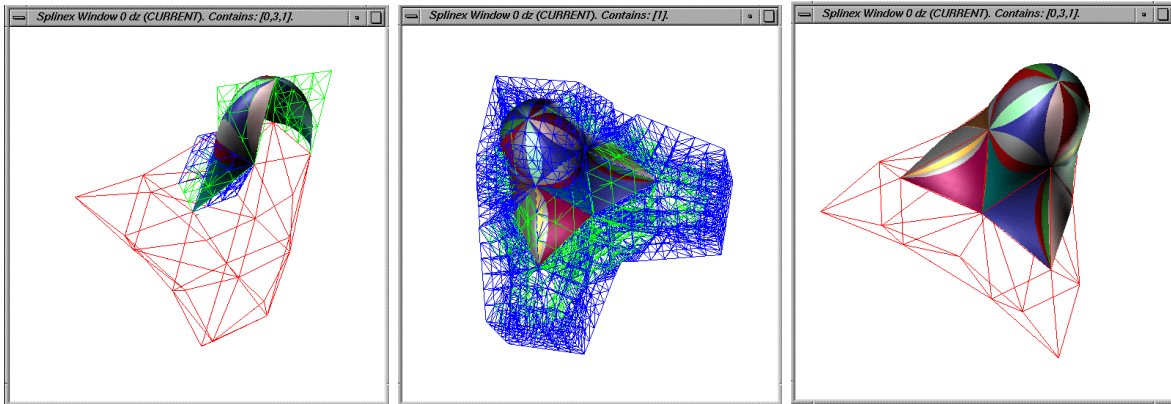 Splinex Window 0 dz (CURRENT). Contains: [0,3,1].
Splinex Window 0 dz (CURRENT). Contains: [1].
Splinex Window 0 dz (CURRENT). Contains: [0,3,1].